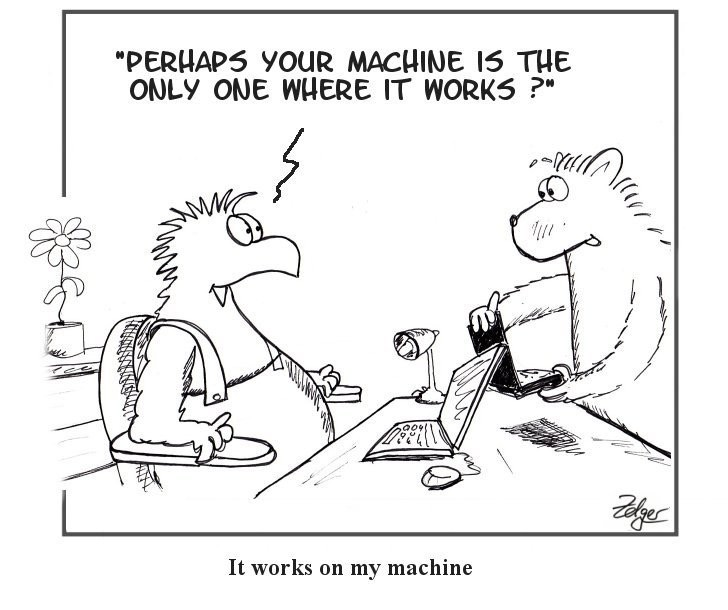 "PERHAPS YOUR MACHINE IS THE
ONLY ONE WHERE IT WORKS ?"
Zelger
It works on my machine